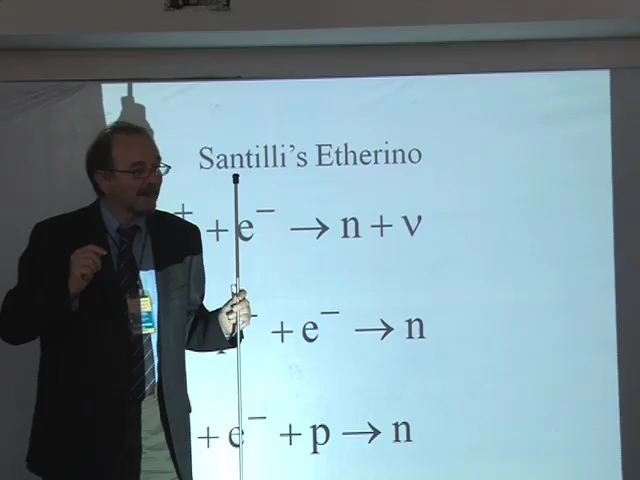 Santilli's Etherino
+ + e⁻ → n + ν
+ e⁻ → n
+ e⁻ + p → n